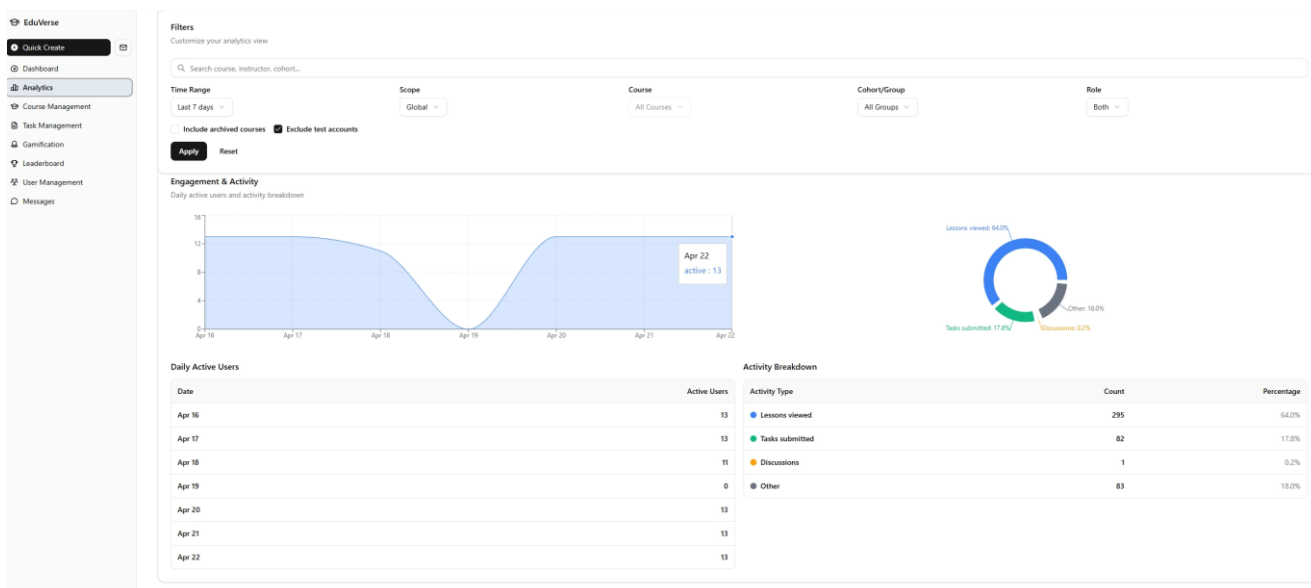 EduVerse
Quick Create
Dashboard
Analytics
Course Management
Task Management
Gamification
Leaderboard
User Management
Messages
Filters
Customize your analytics view
Search course, instructor, cohort...
Time Range Scope Course Cohort/Group Role
Last 7 days Global All Courses All Groups Both
Include archived courses Exclude test accounts
Apply Reset
Engagement & Activity
Daily active users and activity breakdown
16
12
8
4
0
Apr 16 Apr 17 Apr 18 Apr 19 Apr 20 Apr 21 Apr 22
Apr 22
active : 13
Lessons viewed: 64.0%
Other: 18.0%
Tasks submitted: 17.8%
Discussions: 0.2%
Daily Active Users
Date Active Users
Apr 16 13
Apr 17 13
Apr 18 11
Apr 19 0
Apr 20 13
Apr 21 13
Apr 22 13
Activity Breakdown
Activity Type Count Percentage
Lessons viewed 295 64.0%
Tasks submitted 82 17.8%
Discussions 1 0.2%
Other 83 18.0%